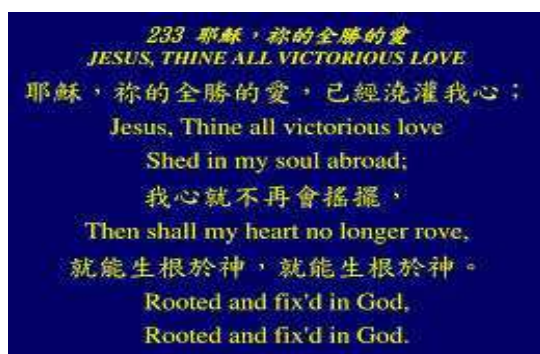 233 耶穌，祢的全勝的愛
JESUS, THINE ALL VICTORIOUS LOVE
耶穌，祢的全勝的愛，已經澆灌我心；
Jesus, Thine all victorious love
Shed in my soul abroad;
我心就不再會搖擺，
Then shall my heart no longer rove,
就能生根於神，就能生根於神。
Rooted and fix'd in God,
Rooted and fix'd in God.